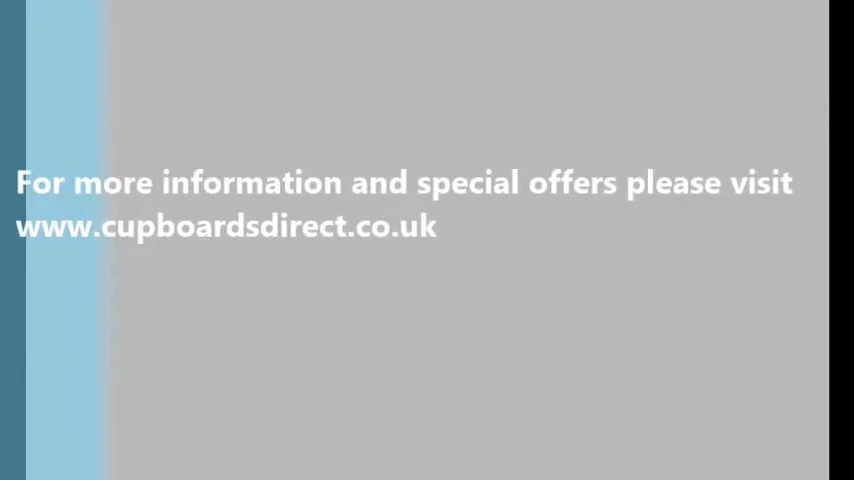 For more information and special offers please visit
www.cupboardsdirect.co.uk